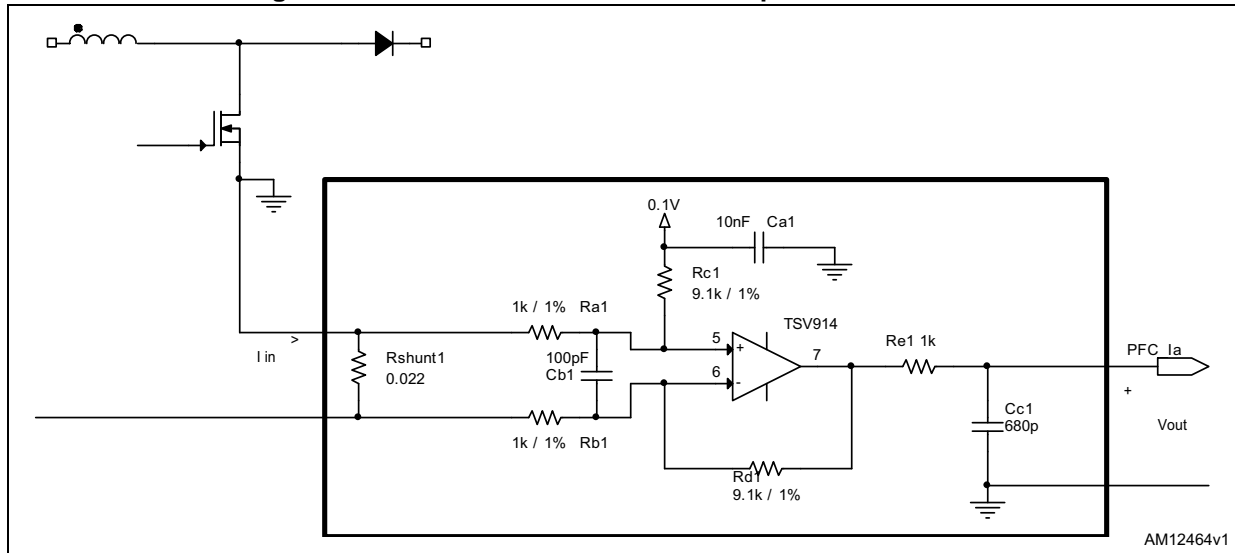 0.1V
10nF Ca1
Rc1
9.1k / 1%
1k / 1% Ra1
TSV914
5
+
7
Re1 1k
PFC_Ia
I in
>
Rshunt1
0.022
100pF
Cb1
6
-
+
Cc1
680p
Vout
1k / 1% Rb1
Rd1
9.1k / 1%
AM12464v1